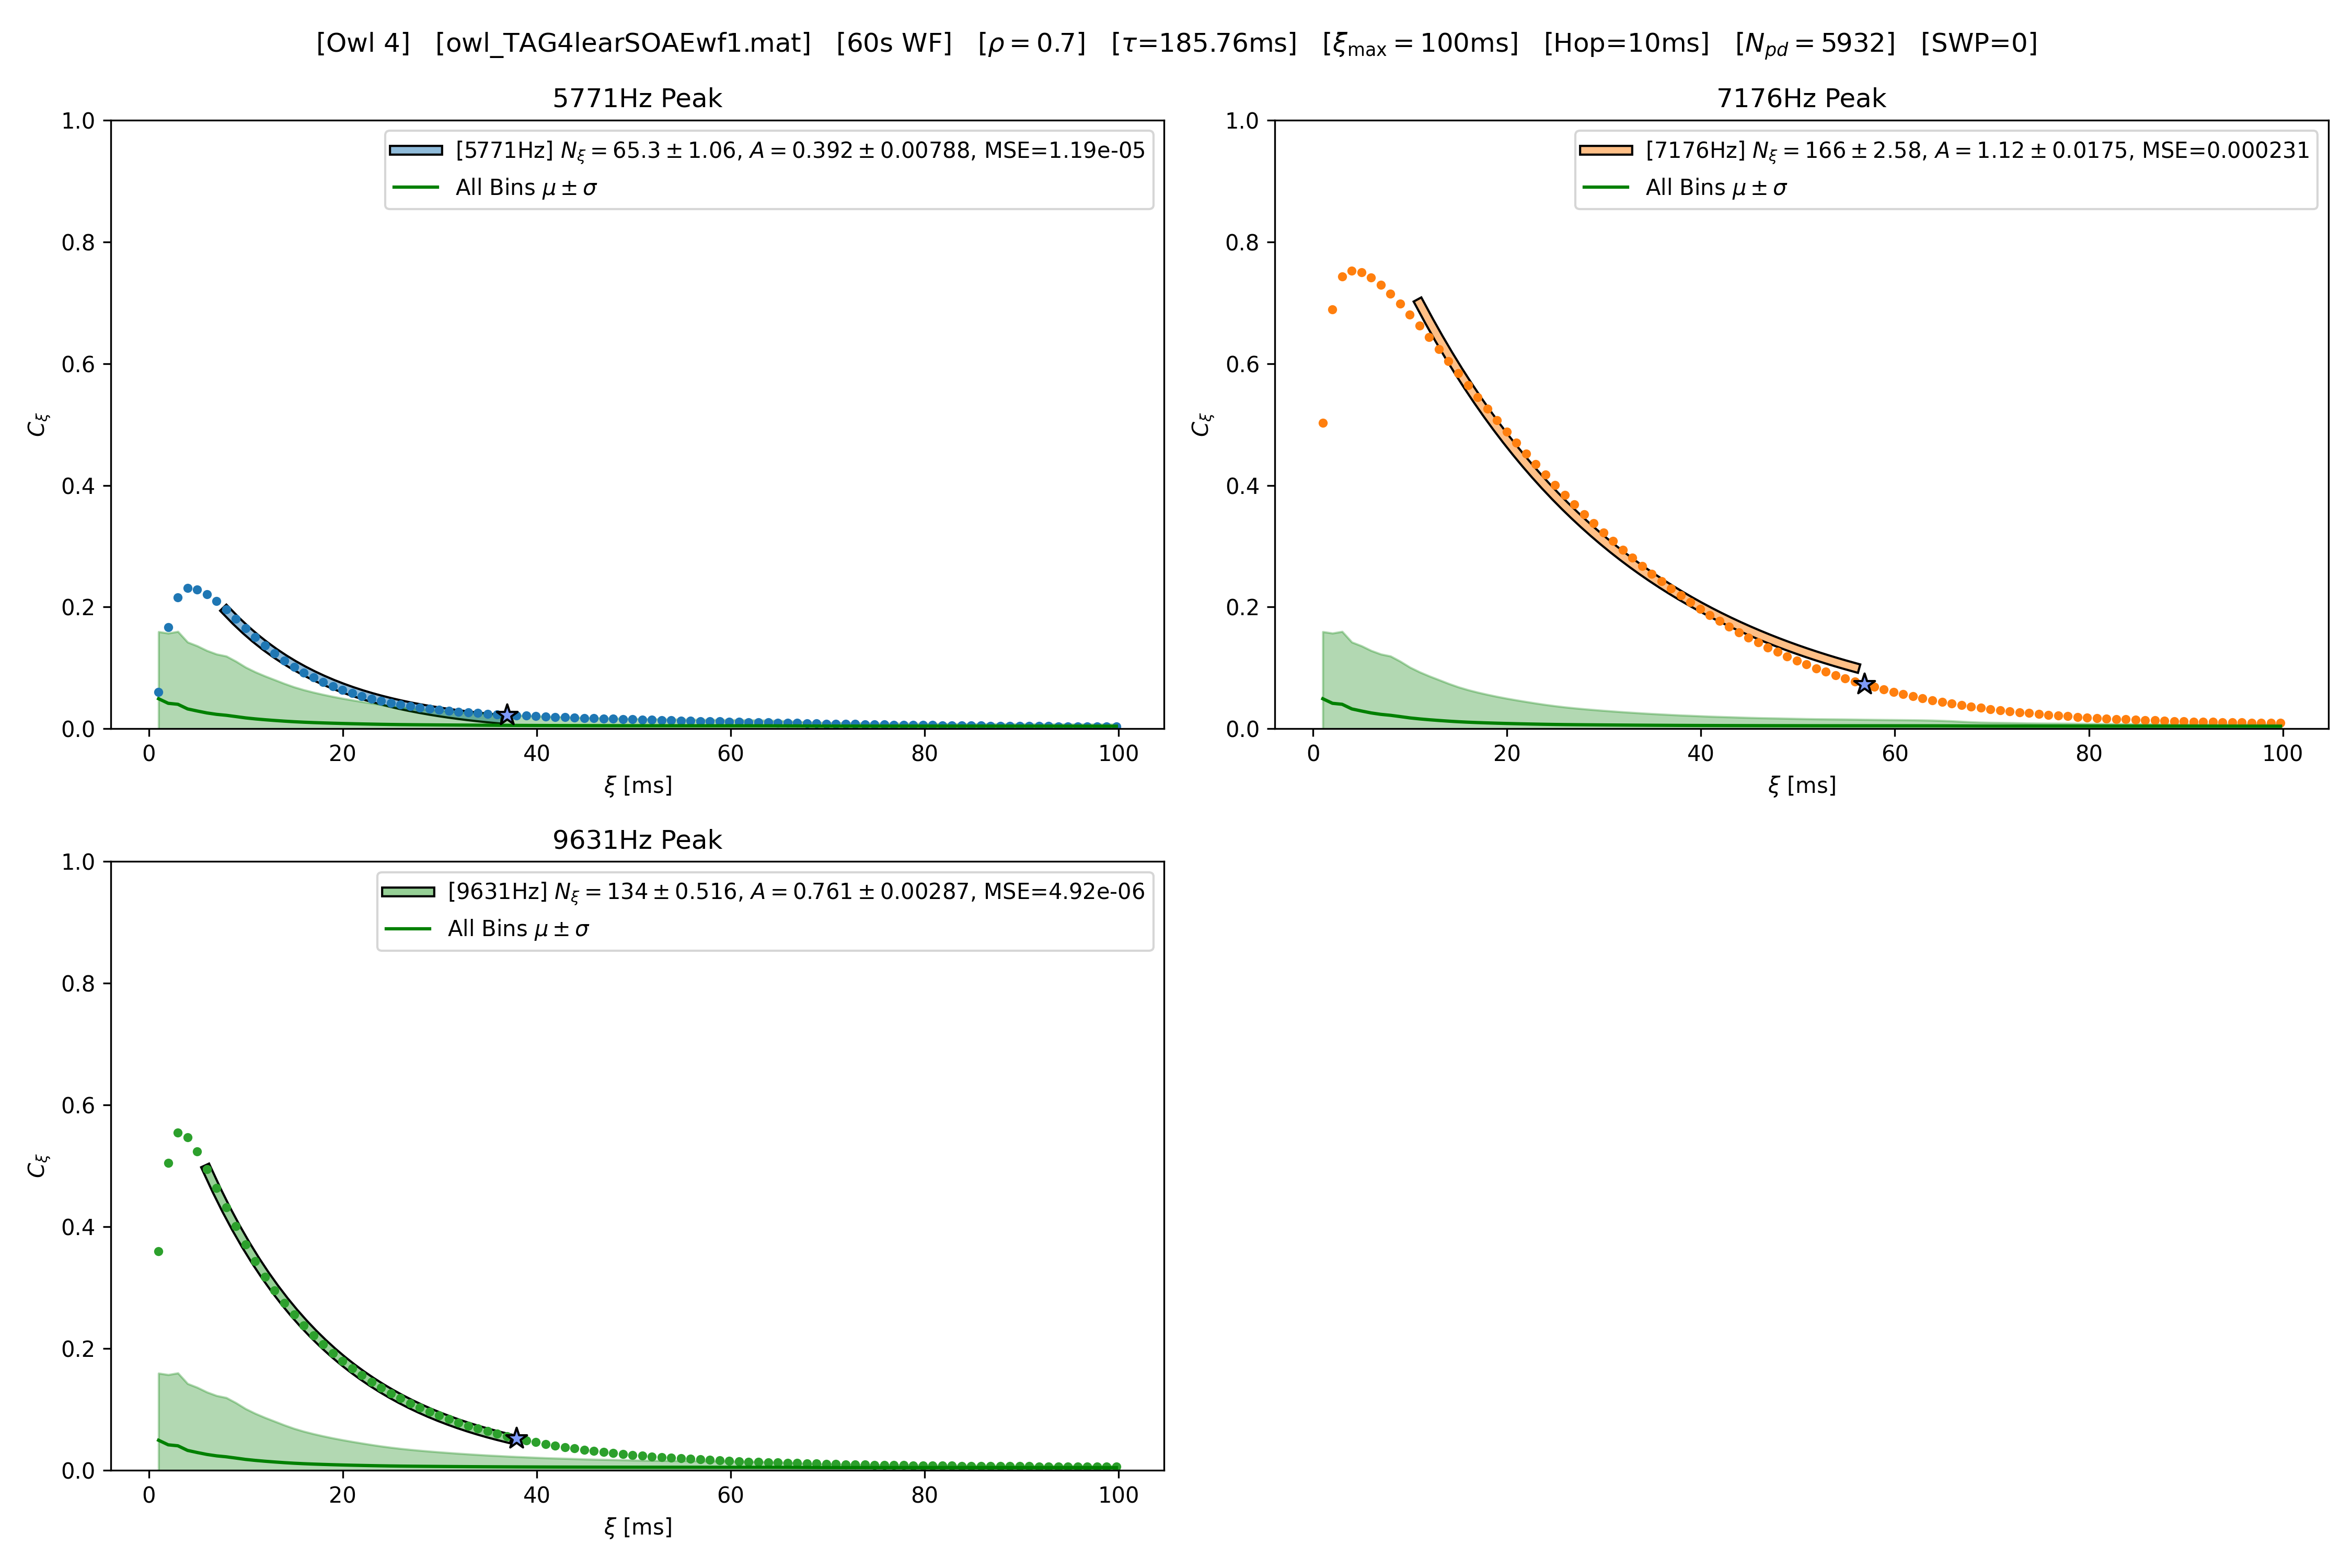 [Owl 4] [owl_TAG4learSOAEwf1.mat] [60s WF] [ρ = 0.7] [τ=185.76ms] [ξmax = 100ms] [Hop=10ms] [Npd = 5932] [SWP=0]
5771Hz Peak
1.0
0.8
0.6
0.4
0.2
0.0
Cξ
[5771Hz] Nξ = 65.3 ± 1.06, A = 0.392 ± 0.00788, MSE=1.19e-05
All Bins μ ± σ
0 20 40 60 80 100
ξ [ms]
7176Hz Peak
1.0
0.8
0.6
0.4
0.2
0.0
Cξ
[7176Hz] Nξ = 166 ± 2.58, A = 1.12 ± 0.0175, MSE=0.000231
All Bins μ ± σ
0 20 40 60 80 100
ξ [ms]
9631Hz Peak
1.0
0.8
0.6
0.4
0.2
0.0
Cξ
[9631Hz] Nξ = 134 ± 0.516, A = 0.761 ± 0.00287, MSE=4.92e-06
All Bins μ ± σ
0 20 40 60 80 100
ξ [ms]